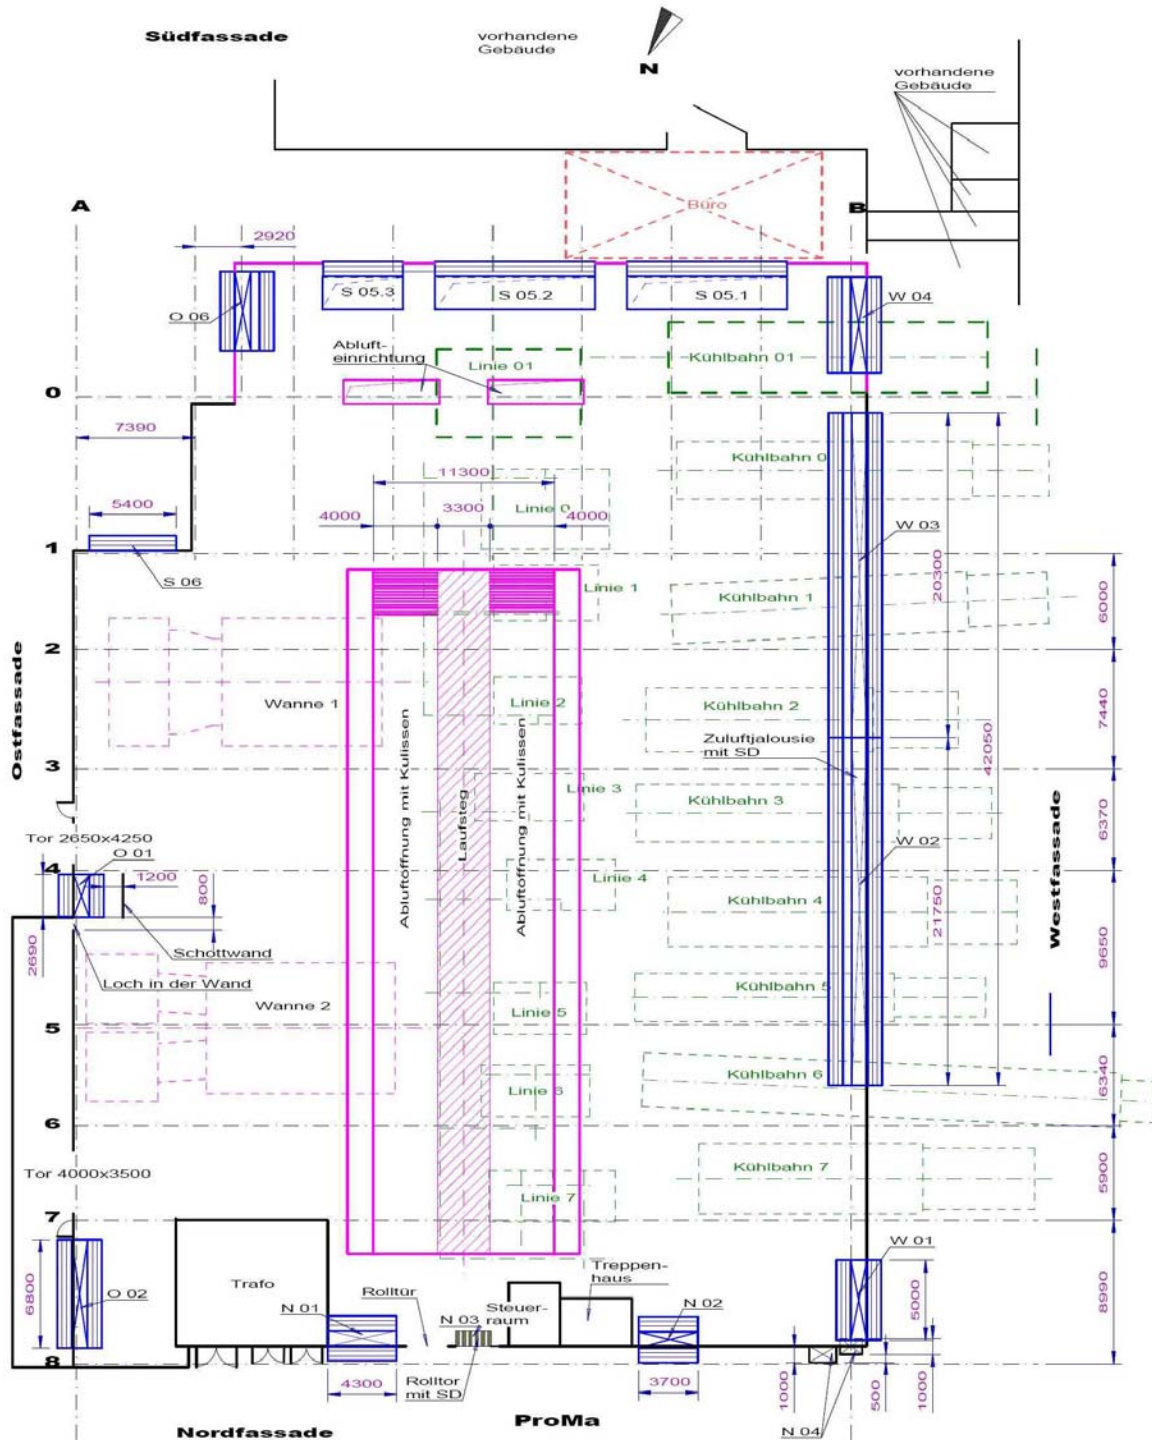 Südfassade
vorhandene
Gebäude
N
vorhandene
Gebäude
A
Büro
B
2920
S 05.3
S 05.2
S 05.1
W 04
O 06
Abluft-
einrichtung
Linie 01
Kühlbahn 01
0
7390
11300
Kühlbahn 0
5400
4000
3300
4000
Linie 0
W 03
20300
1
S 06
Linie 1
Kühlbahn 1
6000
2
Wanne 1
Linie 2
Kühlbahn 2
7440
Ostfassade
Abluftöffnung mit Kulissen
Laufsteg
Abluftöffnung mit Kulissen
Zuluftjalousie
mit SD
42050
3
Linie 3
Kühlbahn 3
6370
Tor 2650x4250
O 01
W 02
4
1200
800
Linie 4
Kühlbahn 4
21750
Westfassade
9650
2690
Schottwand
Loch in der Wand
Wanne 2
Linie 5
Kühlbahn 5
5
Linie 6
Kühlbahn 6
6340
6
Tor 4000x3500
Linie 7
Kühlbahn 7
5900
7
W 01
6800
O 02
Trafo
Rolltür
Treppen-
haus
5000
8990
N 01
N 03
Steuer-
raum
N 02
8
4300
Rolltor
mit SD
3700
1000
500
1000
Nordfassade
ProMa
N 04